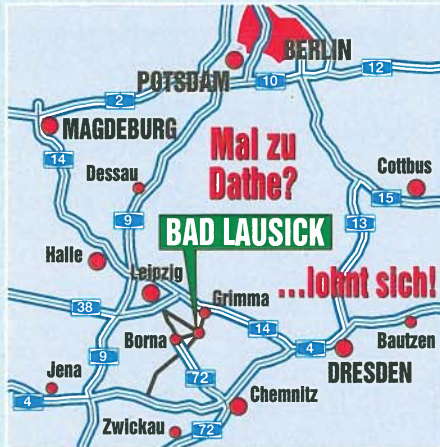 BERLIN
POTSDAM
10
12
2
MAGDEBURG
14
Mal zu
Dathe?
Dessau
Cottbus
15
9
13
BAD LAUSICK
Halle
Leipzig
...lohnt sich!
38
Grimma
14
Borna
4
Bautzen
9
Jena
72
DRESDEN
4
Chemnitz
Zwickau
72